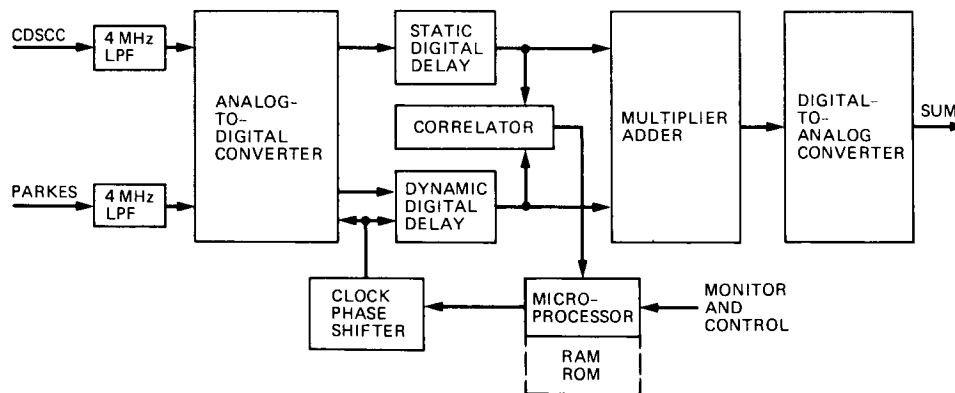 CDSCC
4 MHz
LPF
ANALOG-
TO-
DIGITAL
CONVERTER
STATIC
DIGITAL
DELAY
CORRELATOR
MULTIPLIER
ADDER
DIGITAL-
TO-
ANALOG
CONVERTER
SUM
PARKES
4 MHz
LPF
DYNAMIC
DIGITAL
DELAY
CLOCK
PHASE
SHIFTER
MICRO-
PROCESSOR
RAM
ROM
MONITOR
AND
CONTROL